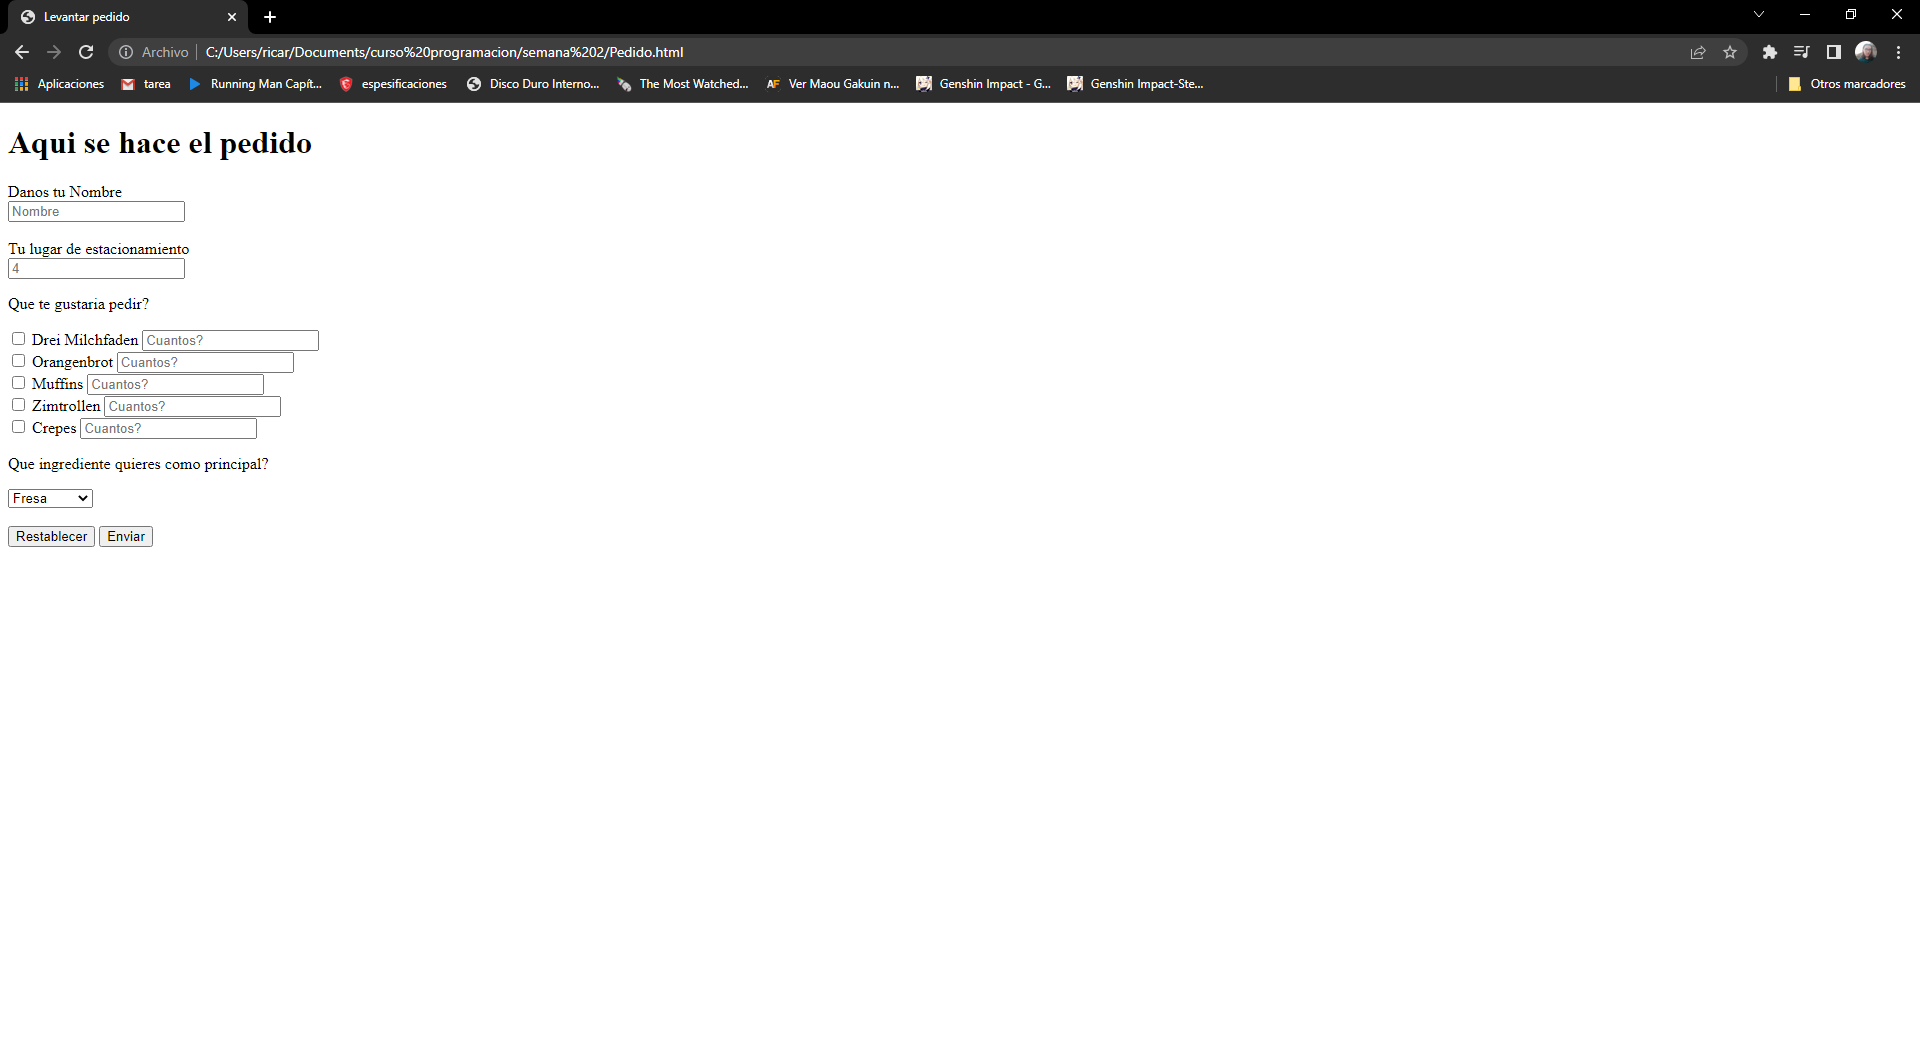 Levantar pedido
Archivo C:/Users/ricar/Documents/curso%20programacion/semana%202/Pedido.html
Aplicaciones tarea Running Man Capít... espesificaciones Disco Duro Interno... The Most Watched... AF Ver Maou Gakuin n... Genshin Impact - G... Genshin Impact-Ste... Otros marcadores
Aqui se hace el pedido
Danos tu Nombre
Nombre
Tu lugar de estacionamiento
4
Que te gustaria pedir?
Drei Milchfaden Cuantos?
Orangenbrot Cuantos?
Muffins Cuantos?
Zimtrollen Cuantos?
Crepes Cuantos?
Que ingrediente quieres como principal?
Fresa
Restablecer Enviar